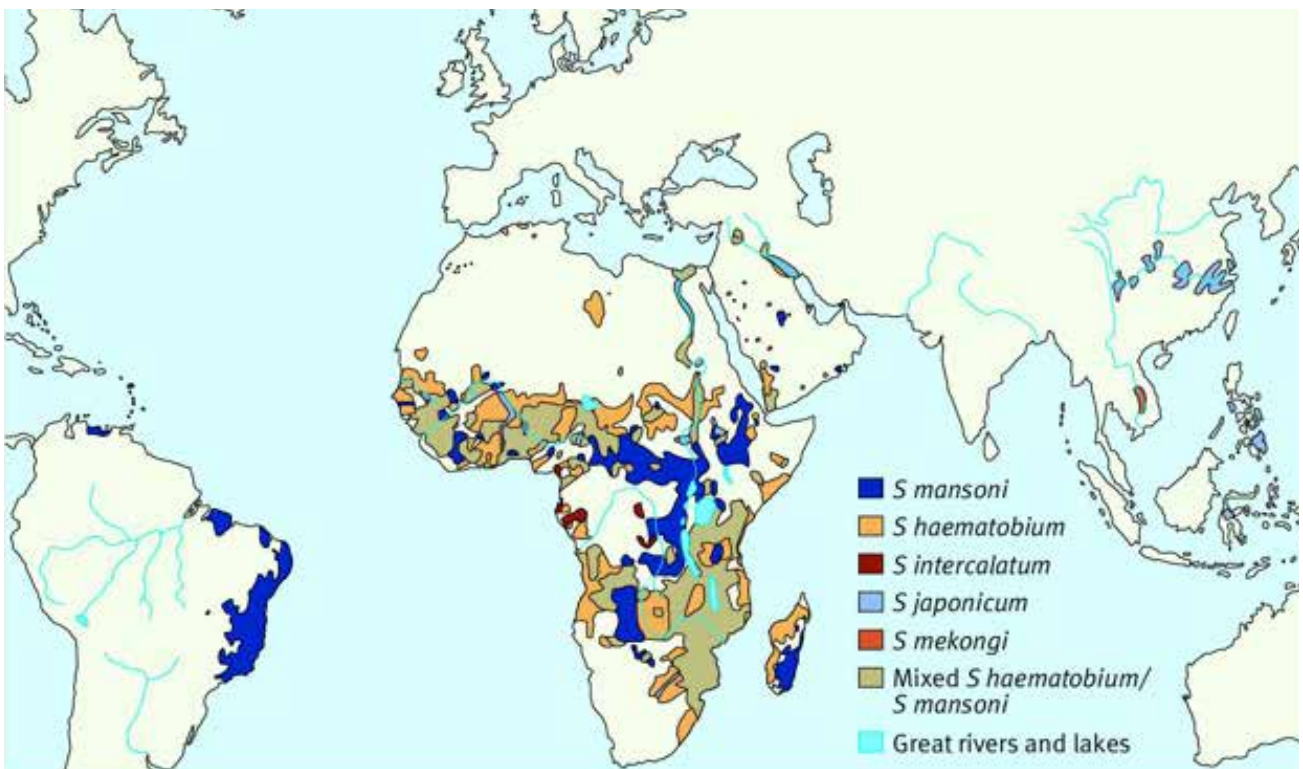 S mansoni
S haematobium
S intercalatum
S japonicum
S mekongi
Mixed S haematobium/
S mansoni
Great rivers and lakes